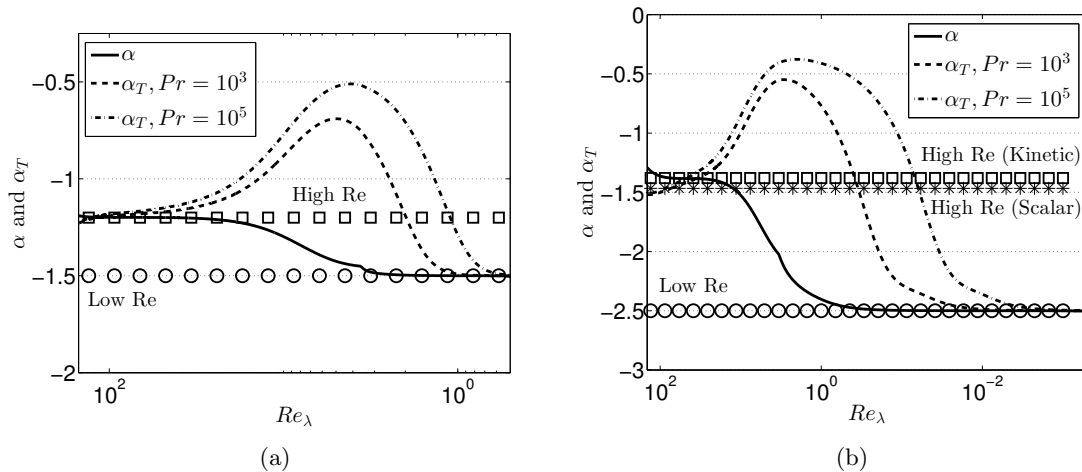 α
α_T, Pr = 10^3
α_T, Pr = 10^5
−0.5
−1
−1.5
−2
α and α_T
High Re
Low Re
10^2
10^0
Re_λ
(a)
0
−0.5
−1
−1.5
−2
−2.5
−3
α and α_T
α
α_T, Pr = 10^3
α_T, Pr = 10^5
High Re (Kinetic)
High Re (Scalar)
Low Re
10^2
10^0
10^−2
Re_λ
(b)